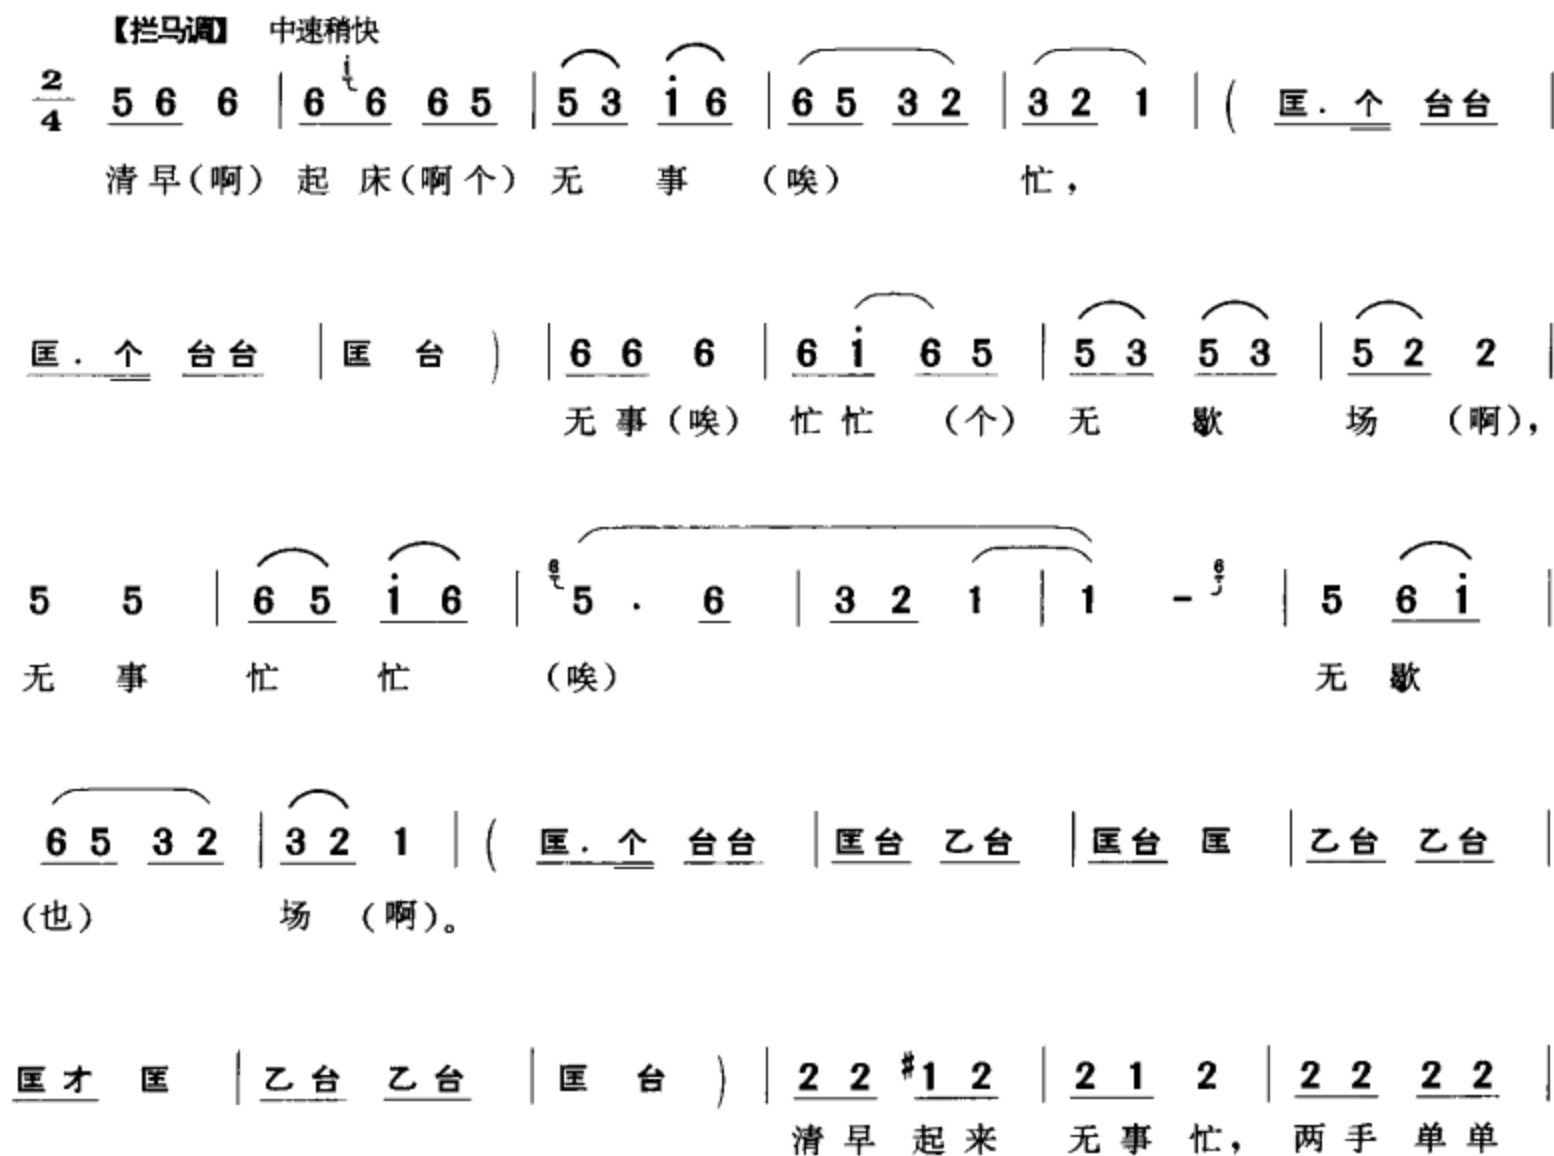 【拦马调】 中速稍快
2/4 5 6 6 | 6 i 6 6 5 | 5 3 i 6 | 6 5 3 2 | 3 2 1 | ( 匡. 个 台台 |
清早(啊) 起 床(啊个) 无 事 (唉) 忙，
匡. 个 台台 | 匡 台 ) | 6 6 6 | 6 i 6 5 | 5 3 5 3 | 5 2 2 |
无事(唉) 忙忙 (个) 无 歇 场 (啊)，
5 5 | 6 5 i 6 | 6 5 . 6 | 3 2 1 | 1 - 6 | 5 6 i |
无 事 忙 忙 (唉) 无 歇
6 5 3 2 | 3 2 1 | ( 匡. 个 台台 | 匡台 乙台 | 匡台 匡 | 乙台 乙台 |
(也) 场 (啊)。
匡才 匡 | 乙台 乙台 | 匡 台 ) | 2 2 #1 2 | 2 1 2 | 2 2 2 2 |
清早 起来 无事 忙， 两手 单单